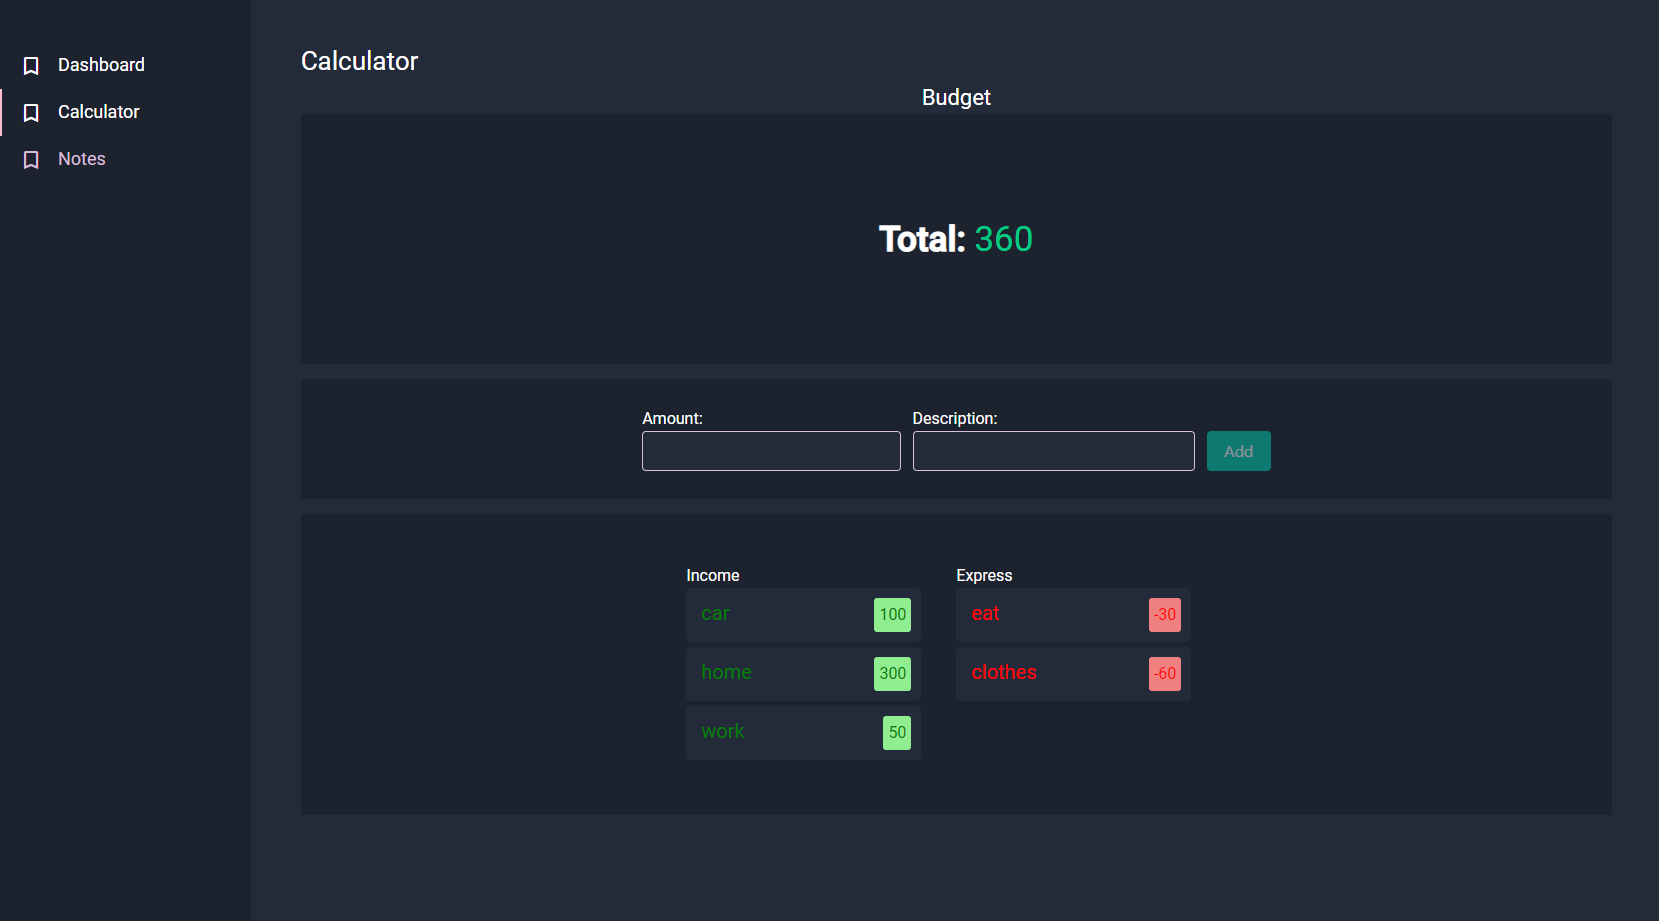 Dashboard
Calculator
Notes
Calculator
Budget
Total: 360
Amount:
Description:
Add
Income
car 100
home 300
work 50
Express
eat -30
clothes -60